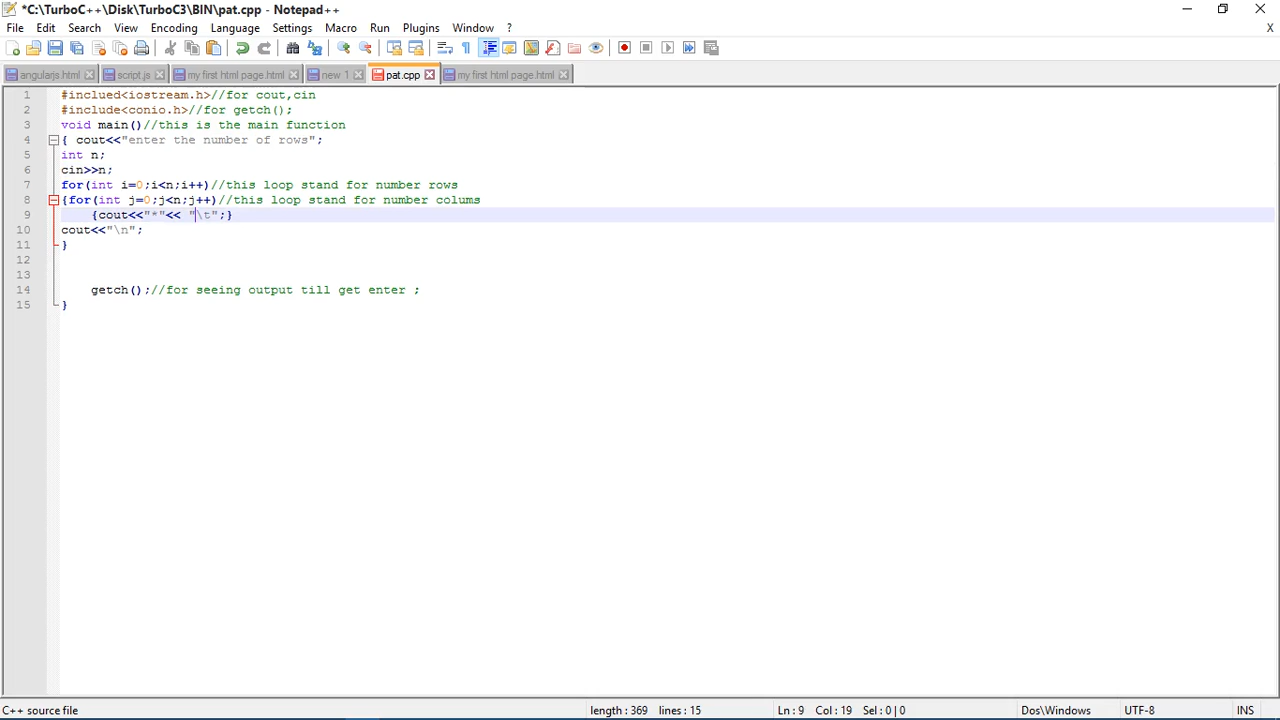 *C:\TurboC++\Disk\TurboC3\BIN\pat.cpp - Notepad++
File Edit Search View Encoding Language Settings Macro Run Plugins Window ? X
angularjs.html script.js my first html page.html new 1 pat.cpp my first html page.html
1 #inclued<iostream.h>//for cout,cin
2 #include<conio.h>//for getch();
3 void main()//this is the main function
4 { cout<<"enter the number of rows";
5 int n;
6 cin>>n;
7 for(int i=0;i<n;i++)//this loop stand for number rows
8 {for(int j=0;j<n;j++)//this loop stand for number colums
9 {cout<<"*"<< "\t";}
10 cout<<"\n";
11 }
12
13
14 getch();//for seeing output till get enter ;
15 }
C++ source file length : 369 lines : 15 Ln : 9 Col : 19 Sel : 0 | 0 Dos\Windows UTF-8 INS